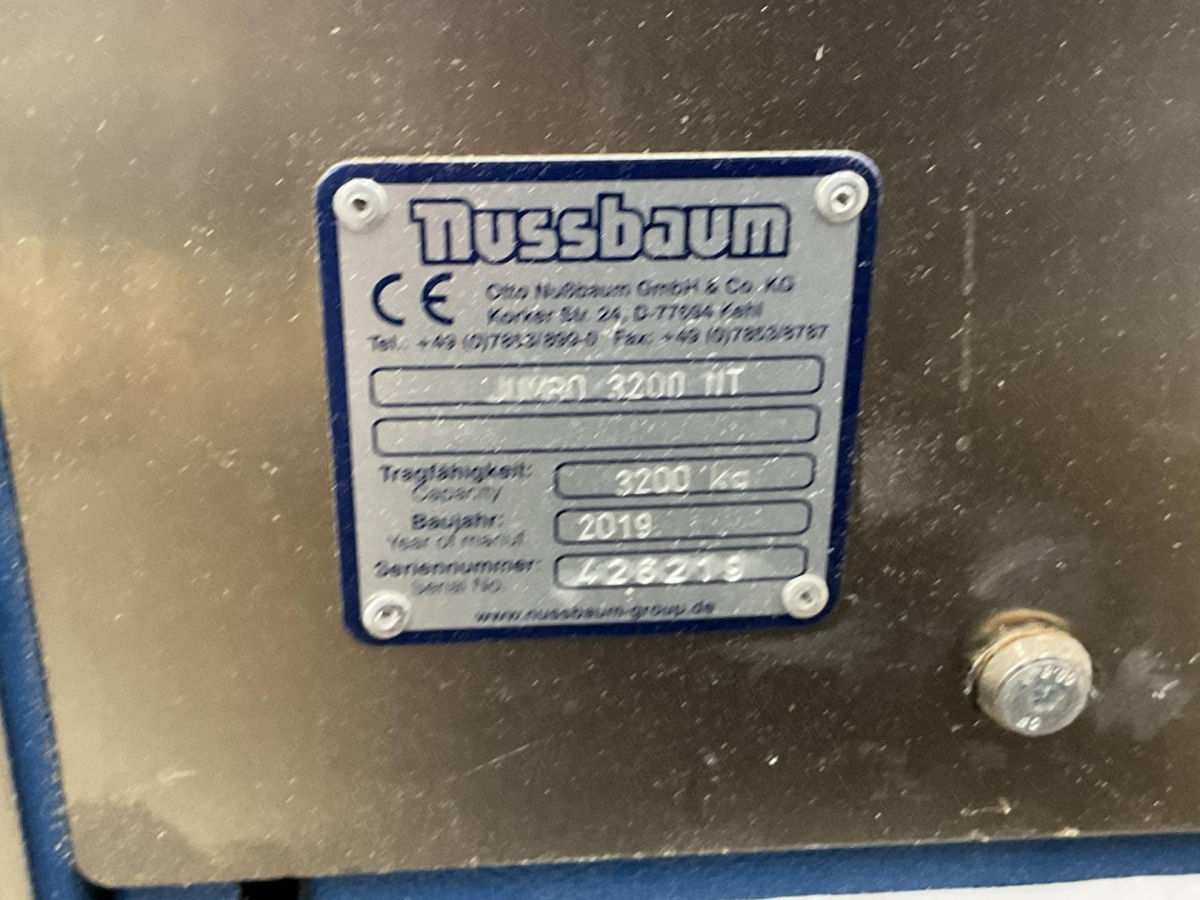 Nussbaum
CE Otto Nußbaum GmbH & Co. KG
Korker Str. 24, D-77694 Kehl
Tel.: +49 (0)7853/899-0 Fax: +49 (0)7853/8787
JUMBO 3200 NT
Tragfähigkeit: 3200 kg
Capacity
Baujahr: 2019
Year of manuf.
Seriennummer:
Serial No.
www.nussbaum-group.de